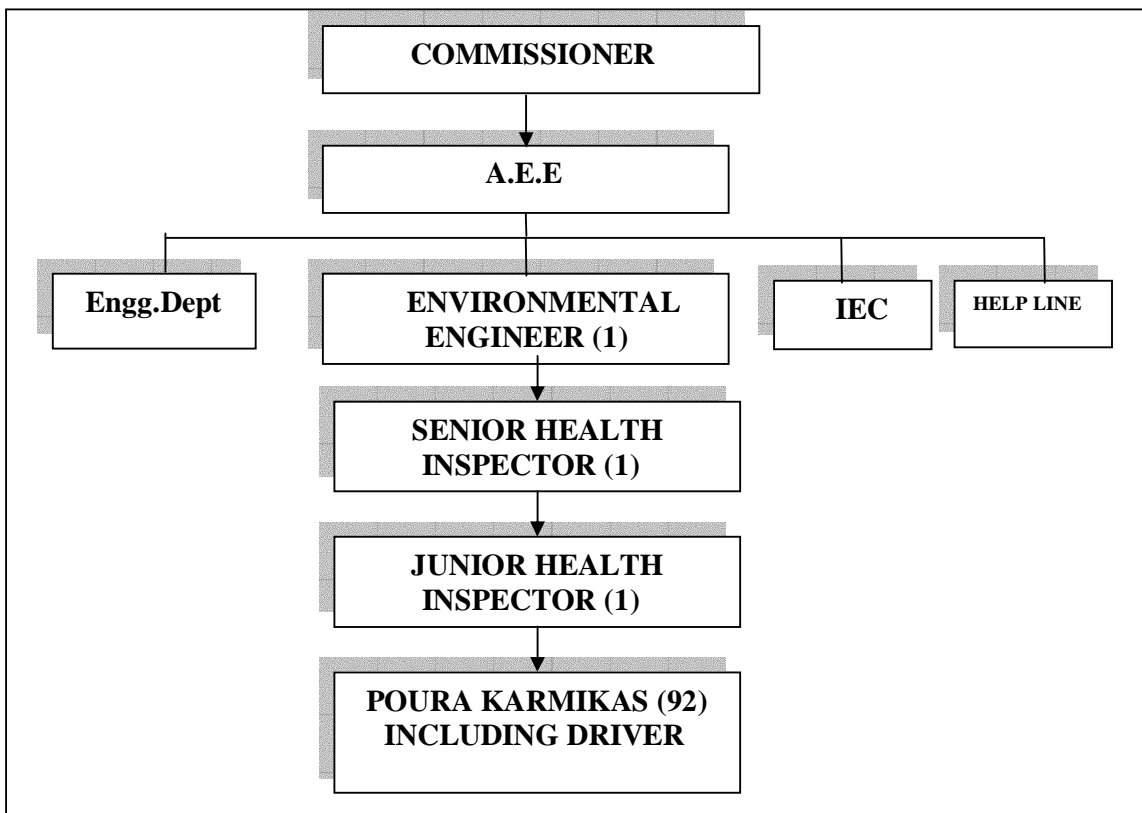 COMMISSIONER
A.E.E
Engg.Dept
ENVIRONMENTAL
ENGINEER (1)
IEC
HELP LINE
SENIOR HEALTH
INSPECTOR (1)
JUNIOR HEALTH
INSPECTOR (1)
POURA KARMIKAS (92)
INCLUDING DRIVER